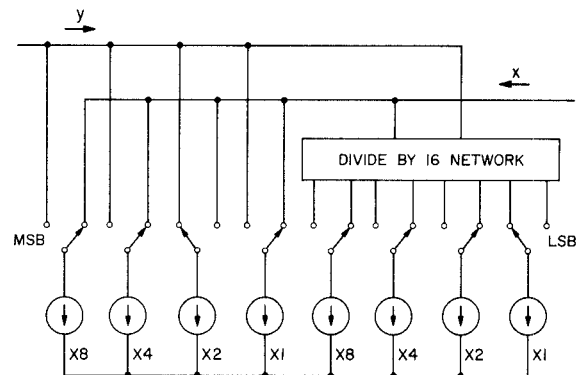 y
x
DIVIDE BY 16 NETWORK
MSB
LSB
X8
X4
X2
X1
X8
X4
X2
X1